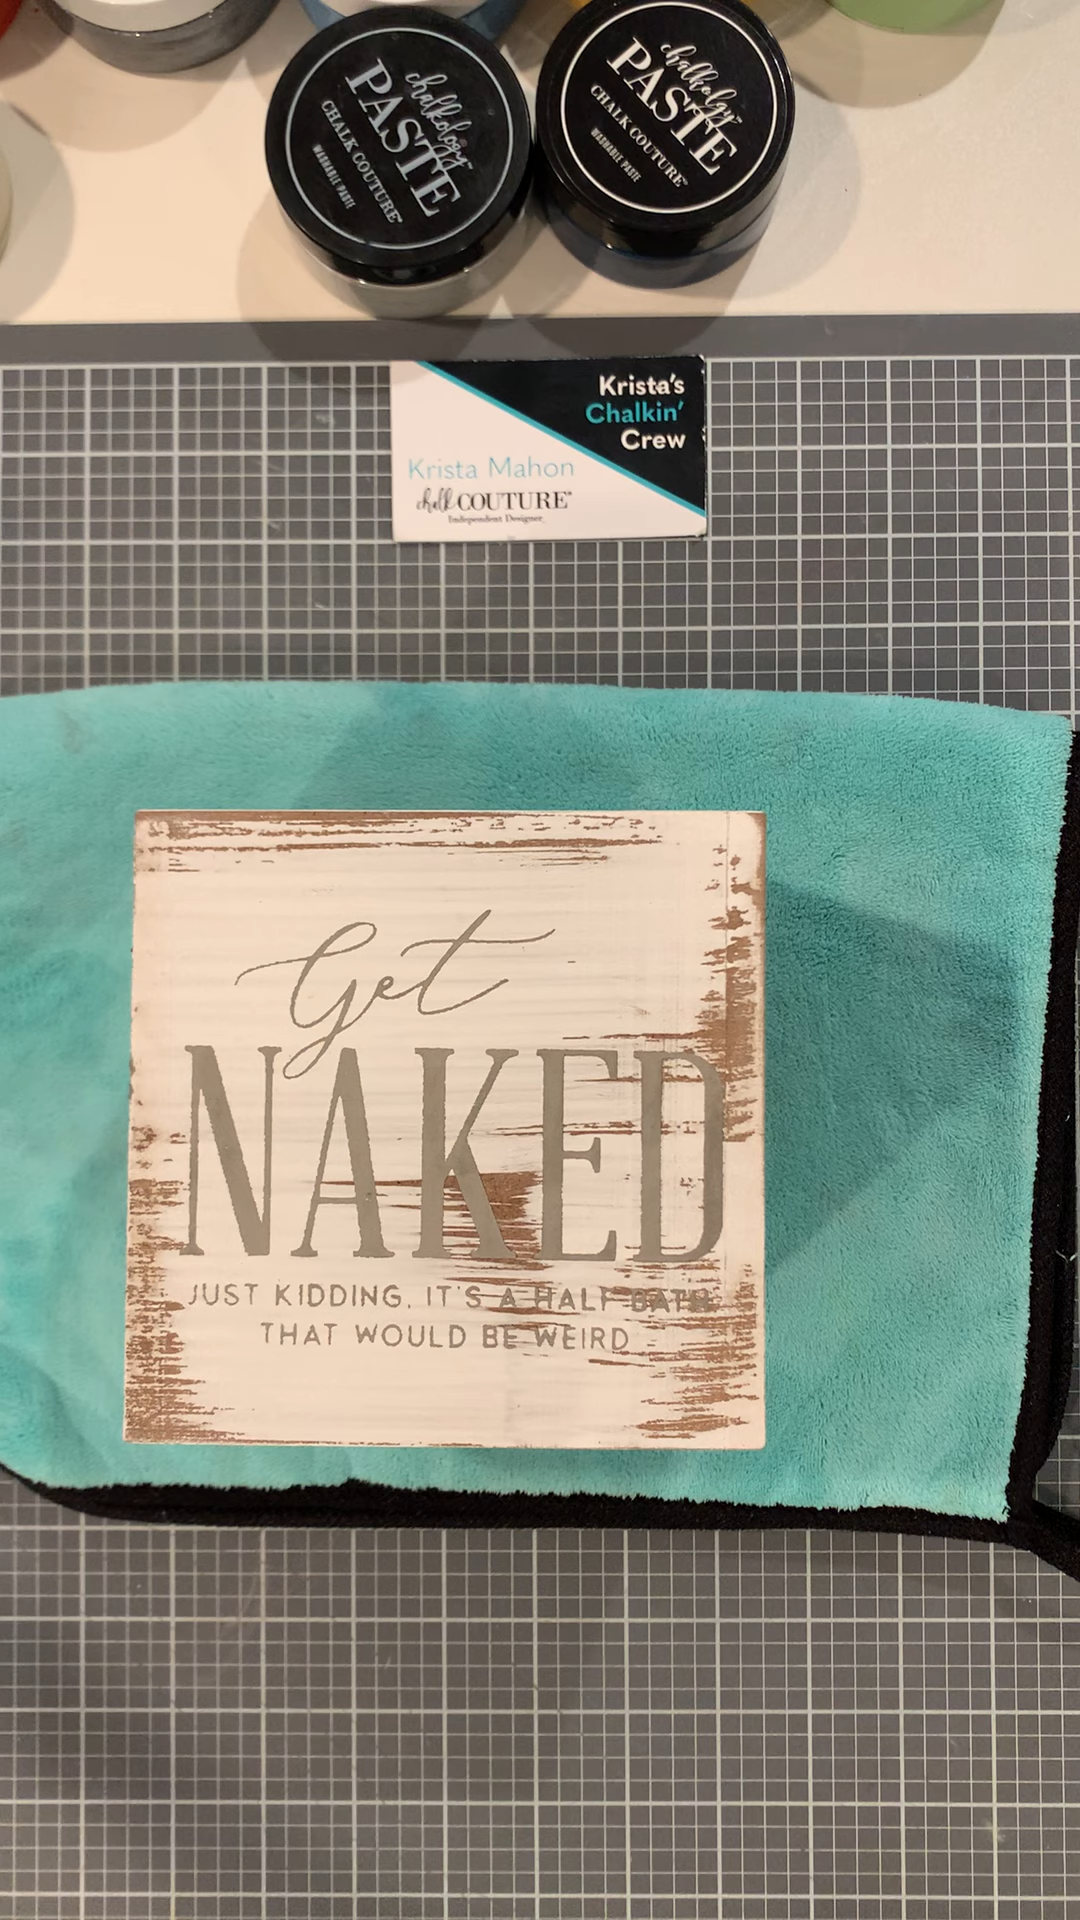 chalkology
PASTE
CHALK COUTURE
WASHABLE PASTE
chalkology
PASTE
CHALK COUTURE
WASHABLE PASTE
Krista's
Chalkin'
Crew
Krista Mahon
chalk COUTURE
Independent Designer
Get
NAKED
JUST KIDDING, IT'S A HALF BATH
THAT WOULD BE WEIRD